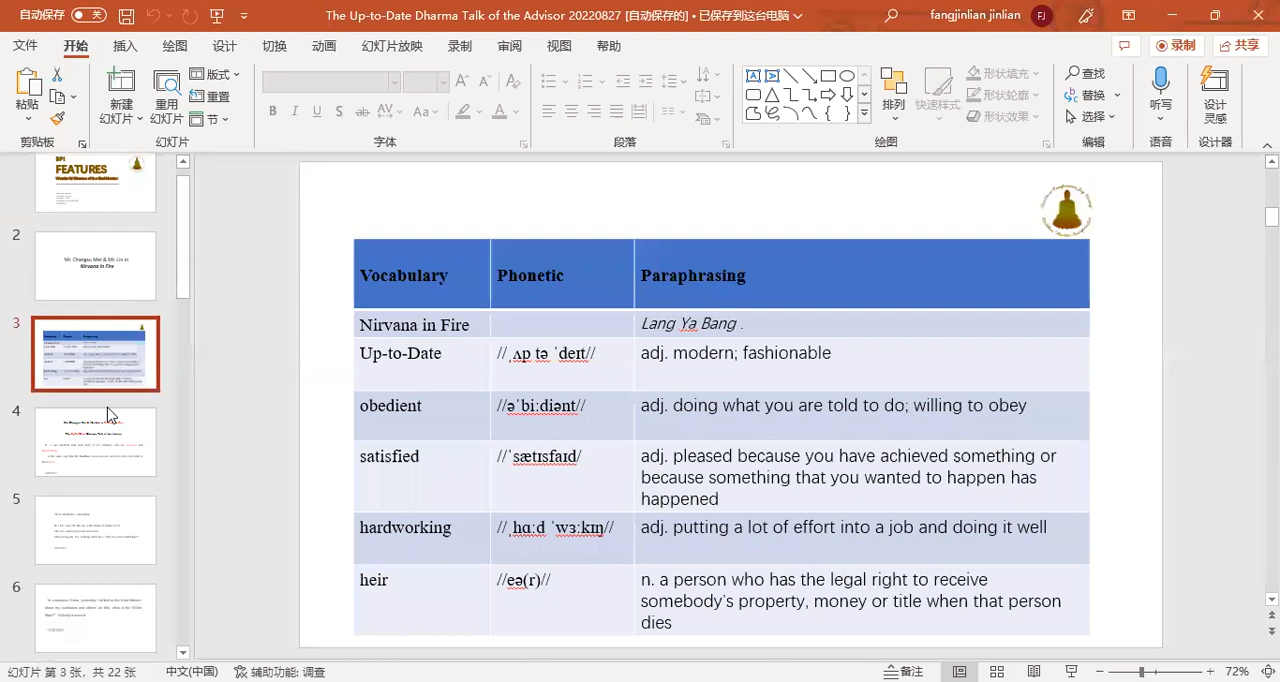 自动保存 关 The Up-to-Date Dharma Talk of the Advisor 20220827 [自动保存的] • 已保存到这台电脑 fangjinlian jinlian FJ
文件 开始 插入 绘图 设计 切换 动画 幻灯片放映 录制 审阅 视图 帮助 录制 共享
粘贴 新建 幻灯片 重用 幻灯片 版式 重置 节 B I U S ab AV Aa A 排列 快速样式 形状填充 形状轮廓 形状效果 查找 替换 选择 听写 设计 灵感
剪贴板 幻灯片 字体 段落 绘图 编辑 语音 设计器
BPI
FEATURES
2
Mr. Changsu Mei & Mr. Lin in
Nirvana in Fire
3
4
5
6
Vocabulary Phonetic Paraphrasing
Nirvana in Fire Lang Ya Bang .
Up-to-Date //ˌʌp tə ˈdeɪt// adj. modern; fashionable
obedient //əˈbiːdiənt// adj. doing what you are told to do; willing to obey
satisfied //ˈsætɪsfaɪd/ adj. pleased because you have achieved something or
because something that you wanted to happen has
happened
hardworking //ˌhɑːd ˈwɜːkɪŋ// adj. putting a lot effort into a job and doing it well
heir //eə(r)// n. a person who has the legal right to receive
somebody's property, money or title when that person
dies
幻灯片 第 3 张，共 22 张 中文(中国) 辅助功能: 调查 备注 72%